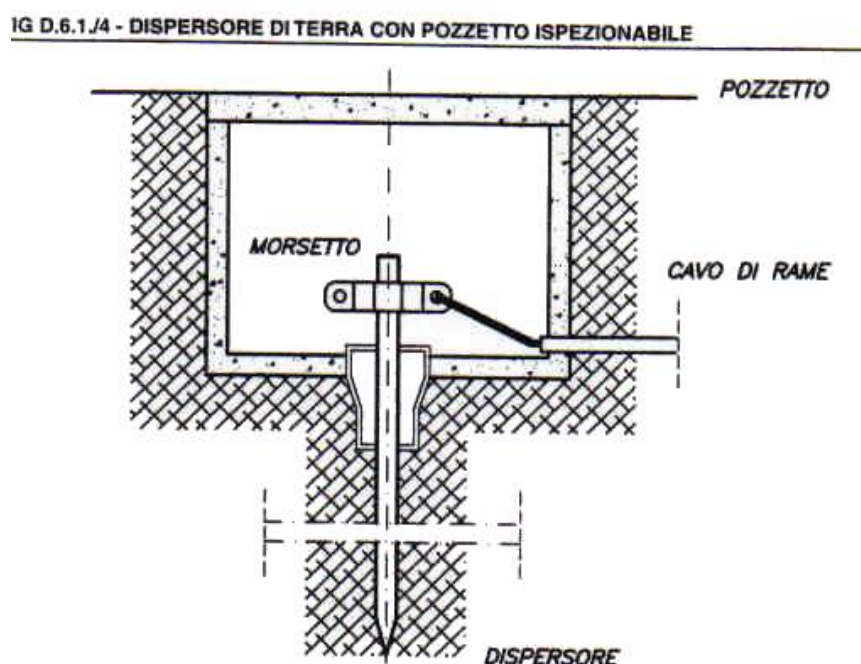 IG D.6.1./4 - DISPERSORE DI TERRA CON POZZETTO ISPEZIONABILE
POZZETTO
MORSETTO
CAVO DI RAME
DISPERSORE